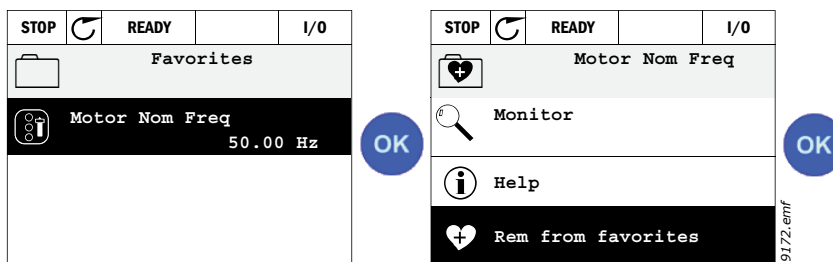 STOP READY I/O
Favorites
Motor Nom Freq
50.00 Hz
OK
STOP READY I/O
Motor Nom Freq
Monitor
Help
Rem from favorites
OK
9172.emf